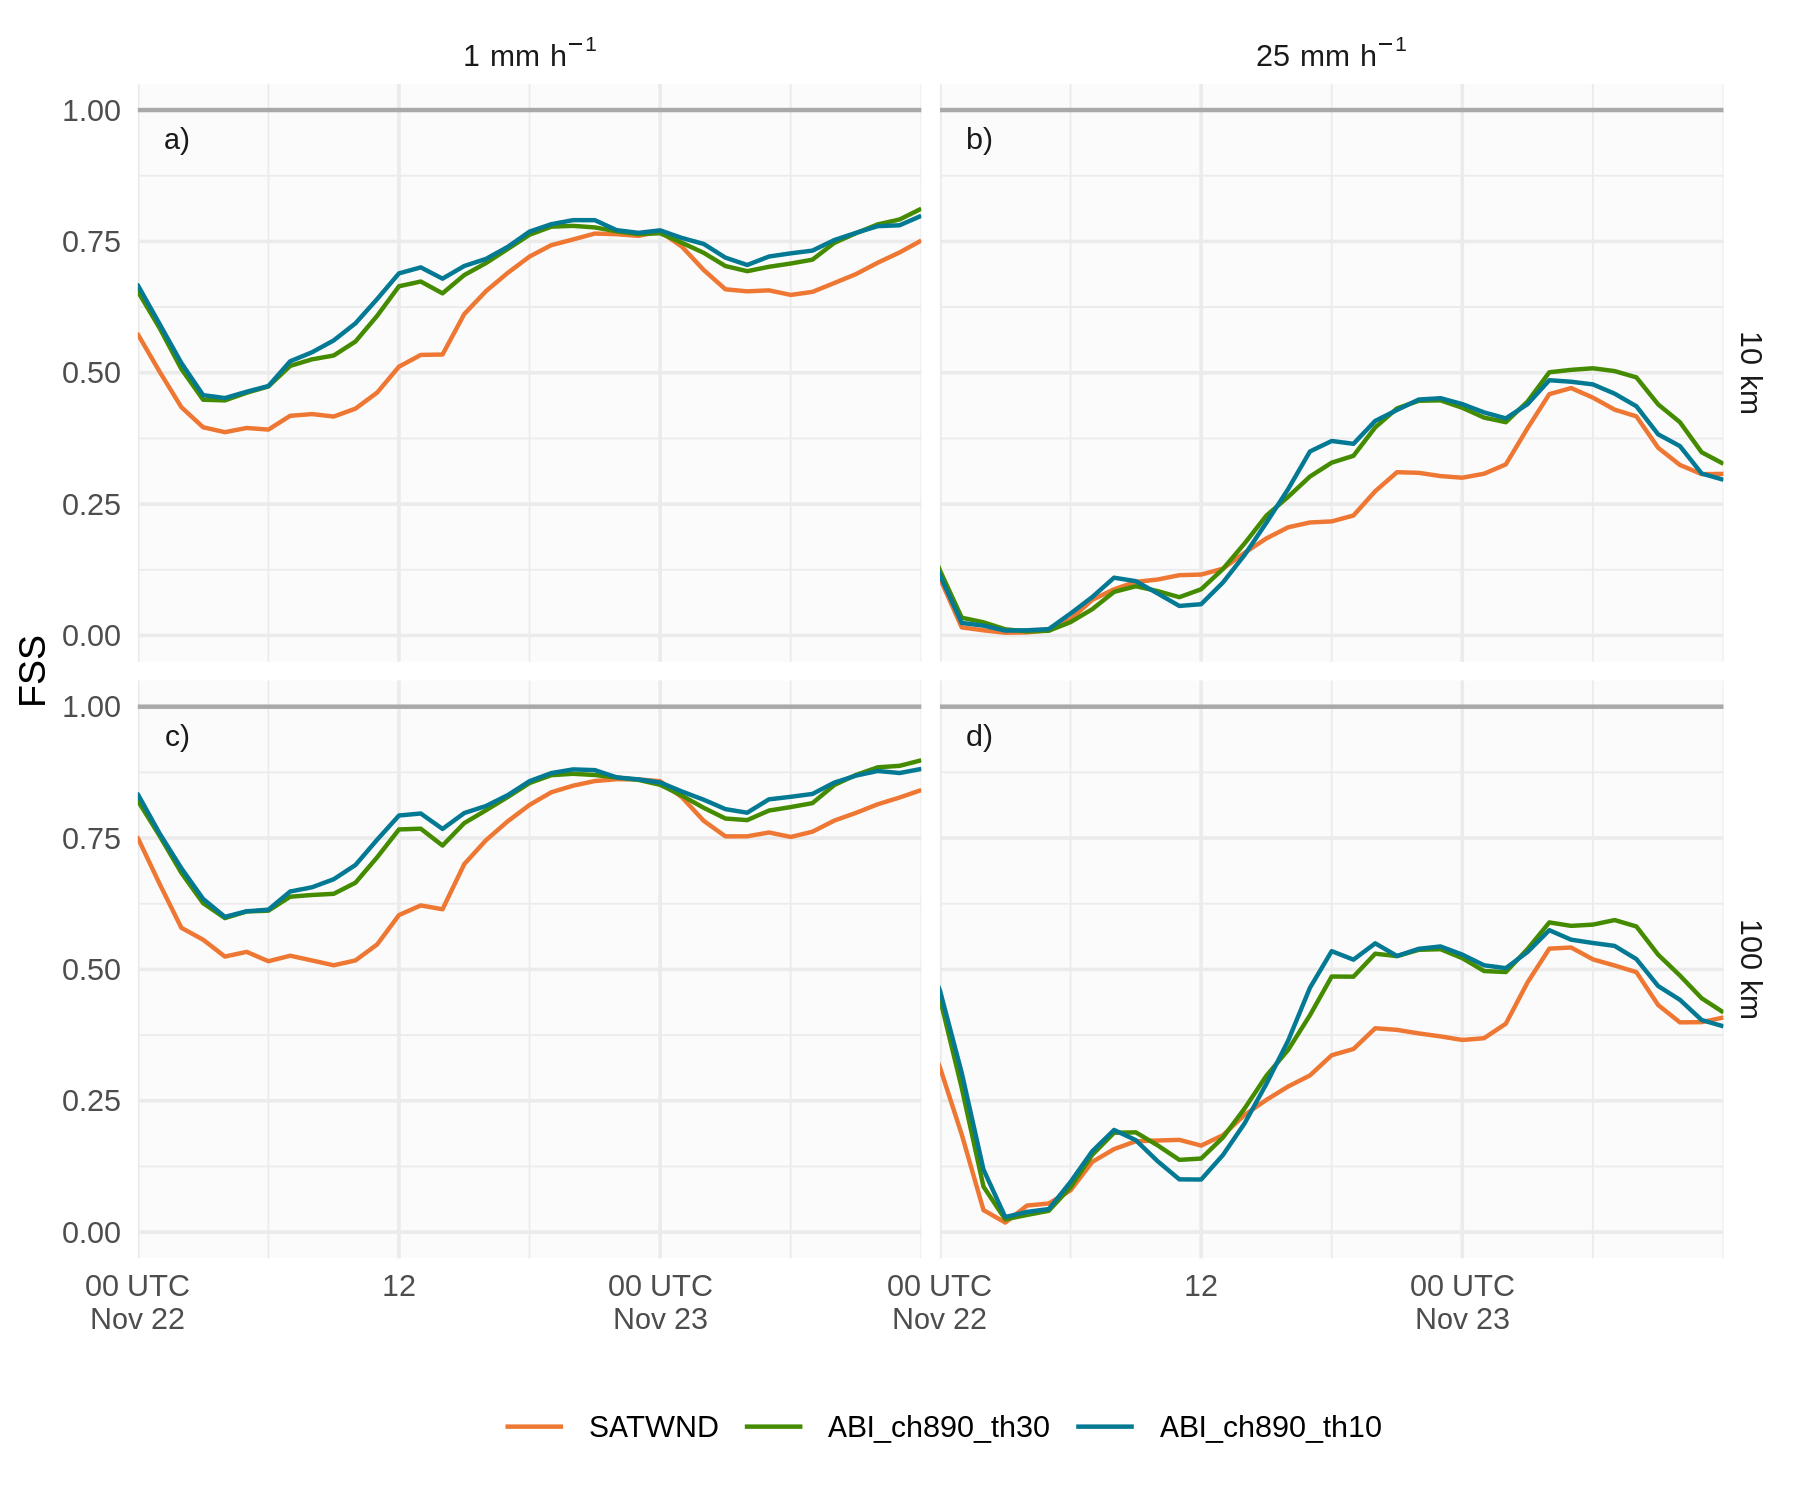 1 mm h⁻¹
25 mm h⁻¹
a)
b)
1.00
0.75
0.50
0.25
0.00
10 km
FSS
c)
d)
1.00
0.75
0.50
0.25
0.00
100 km
00 UTC
Nov 22
12
00 UTC
Nov 23
00 UTC
Nov 22
12
00 UTC
Nov 23
SATWND
ABI_ch890_th30
ABI_ch890_th10